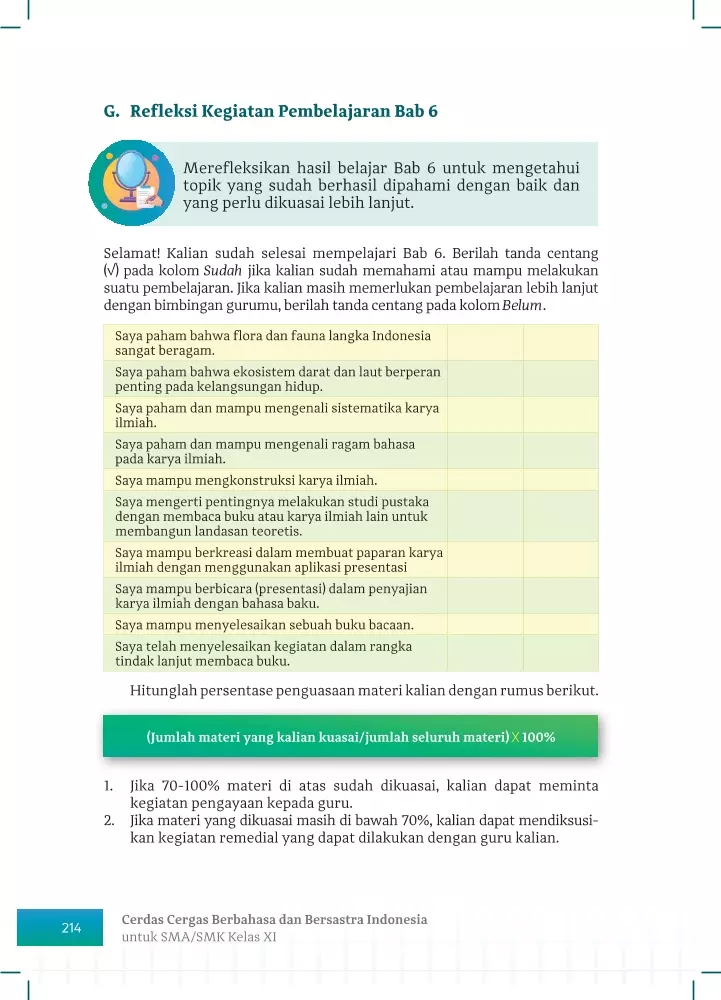 G. Refleksi Kegiatan Pembelajaran Bab 6
Merefleksikan hasil belajar Bab 6 untuk mengetahui
topik yang sudah berhasil dipahami dengan baik dan
yang perlu dikuasai lebih lanjut.
Selamat! Kalian sudah selesai mempelajari Bab 6. Berilah tanda centang
(√) pada kolom Sudah jika kalian sudah memahami atau mampu melakukan
suatu pembelajaran. Jika kalian masih memerlukan pembelajaran lebih lanjut
dengan bimbingan gurumu, berilah tanda centang pada kolom Belum.
Saya paham bahwa flora dan fauna langka Indonesia
sangat beragam.
Saya paham bahwa ekosistem darat dan laut berperan
penting pada kelangsungan hidup.
Saya paham dan mampu mengenali sistematika karya
ilmiah.
Saya paham dan mampu mengenali ragam bahasa
pada karya ilmiah.
Saya mampu mengkonstruksi karya ilmiah.
Saya mengerti pentingnya melakukan studi pustaka
dengan membaca buku atau karya ilmiah lain untuk
membangun landasan teoretis.
Saya mampu berkreasi dalam membuat paparan karya
ilmiah dengan menggunakan aplikasi presentasi
Saya mampu berbicara (presentasi) dalam penyajian
karya ilmiah dengan bahasa baku.
Saya mampu menyelesaikan sebuah buku bacaan.
Saya telah menyelesaikan kegiatan dalam rangka
tindak lanjut membaca buku.
Hitunglah persentase penguasaan materi kalian dengan rumus berikut.
(Jumlah materi yang kalian kuasai/jumlah seluruh materi) X 100%
1. Jika 70-100% materi di atas sudah dikuasai, kalian dapat meminta
kegiatan pengayaan kepada guru.
2. Jika materi yang dikuasai masih di bawah 70%, kalian dapat mendiksusi-
kan kegiatan remedial yang dapat dilakukan dengan guru kalian.
214
Cerdas Cergas Berbahasa dan Bersastra Indonesia
untuk SMA/SMK Kelas XI